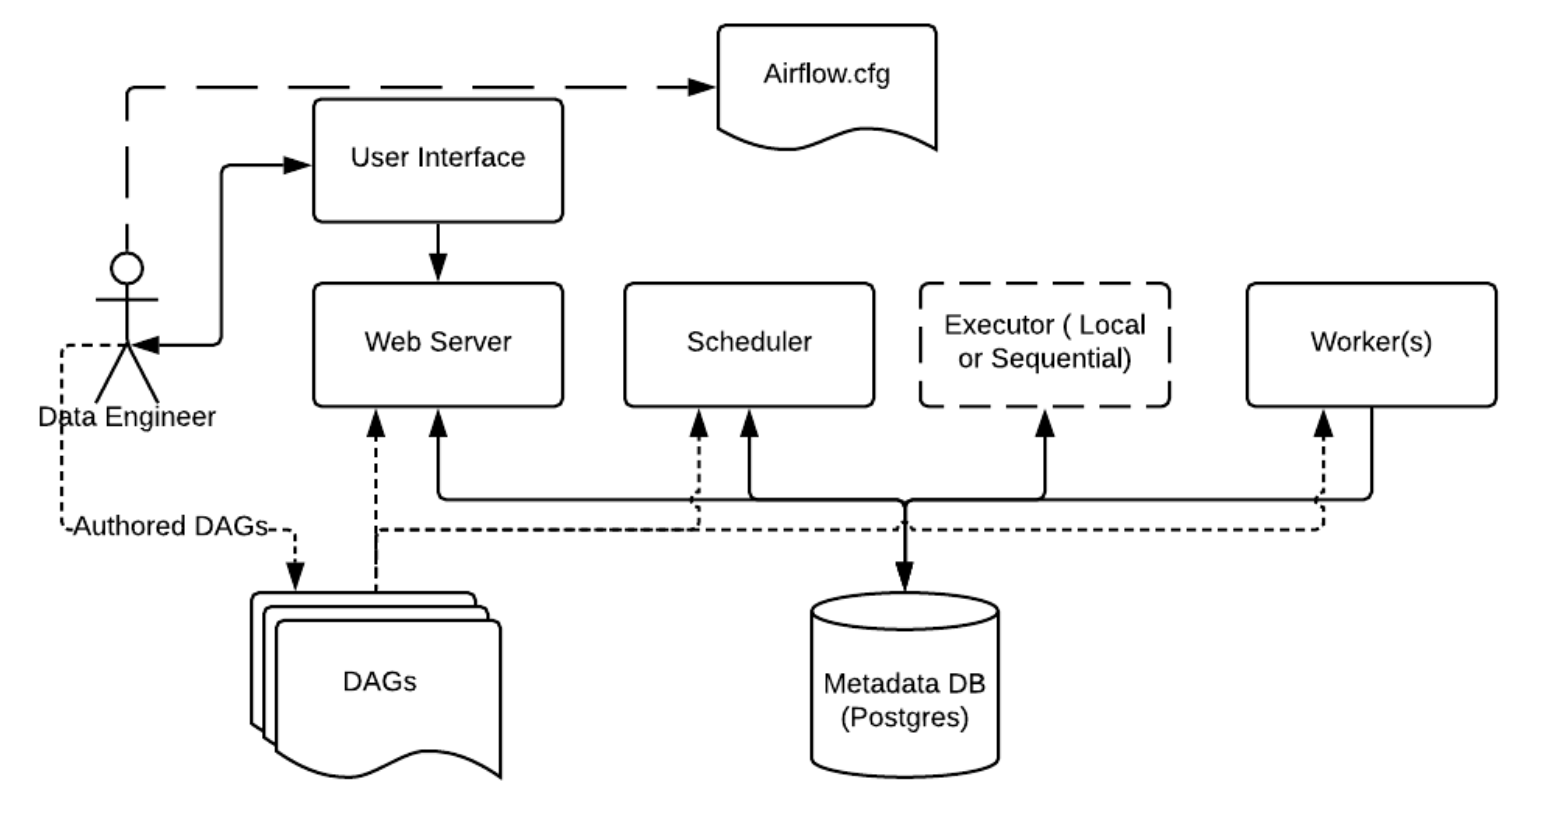 Airflow.cfg
User Interface
Web Server
Scheduler
Executor ( Local
or Sequential)
Worker(s)
Data Engineer
Authored DAGs
DAGs
Metadata DB
(Postgres)